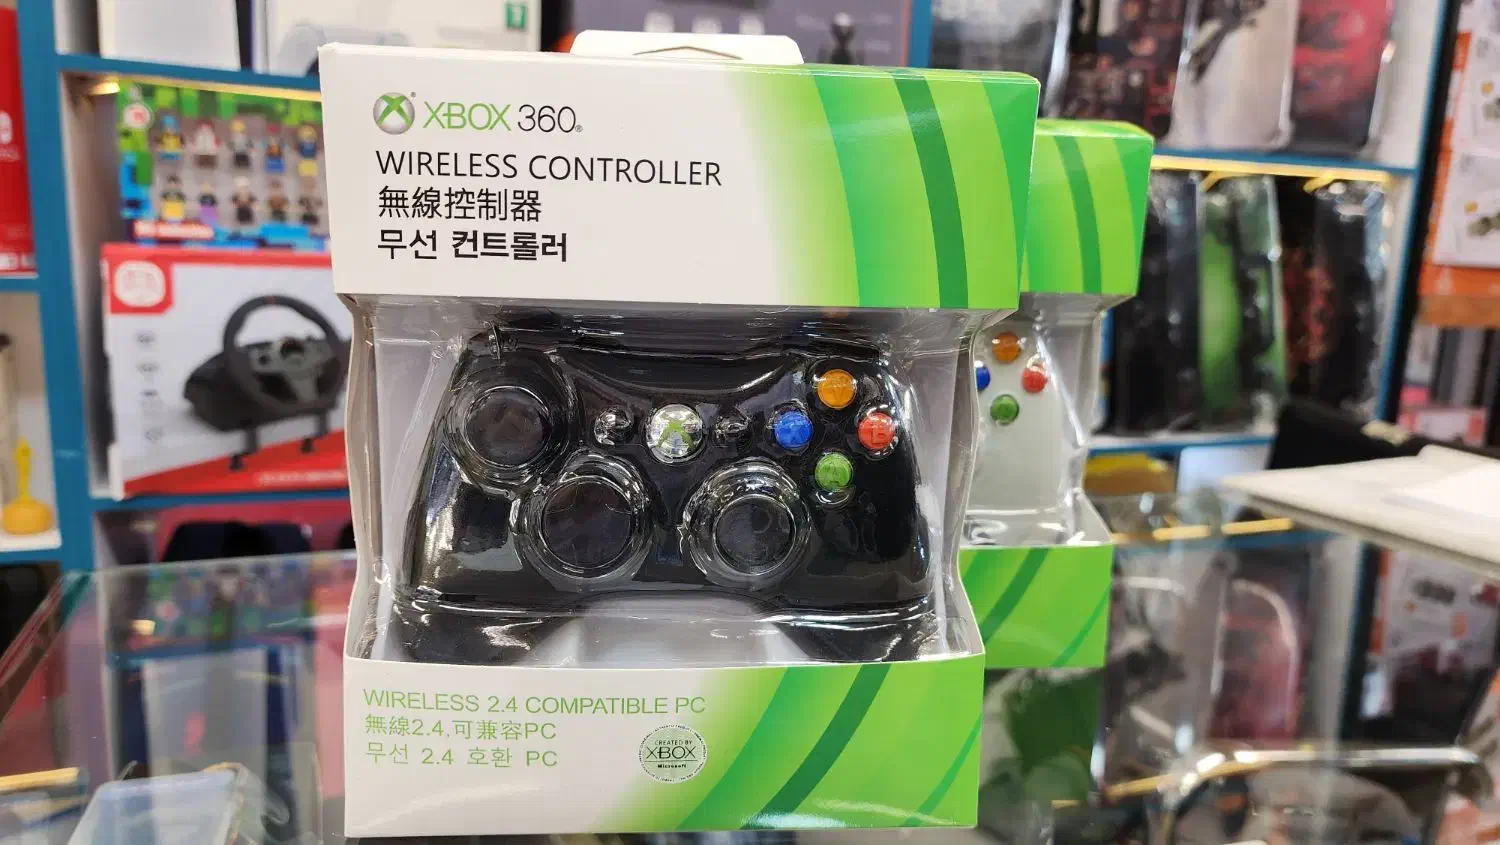 XBOX 360®
WIRELESS CONTROLLER
無線控制器
무선 컨트롤러
Y
B
WIRELESS 2.4 COMPATIBLE PC
無線2.4,可兼容PC
무선 2.4 호환 PC
CREATED BY
XBOX
Microsoft